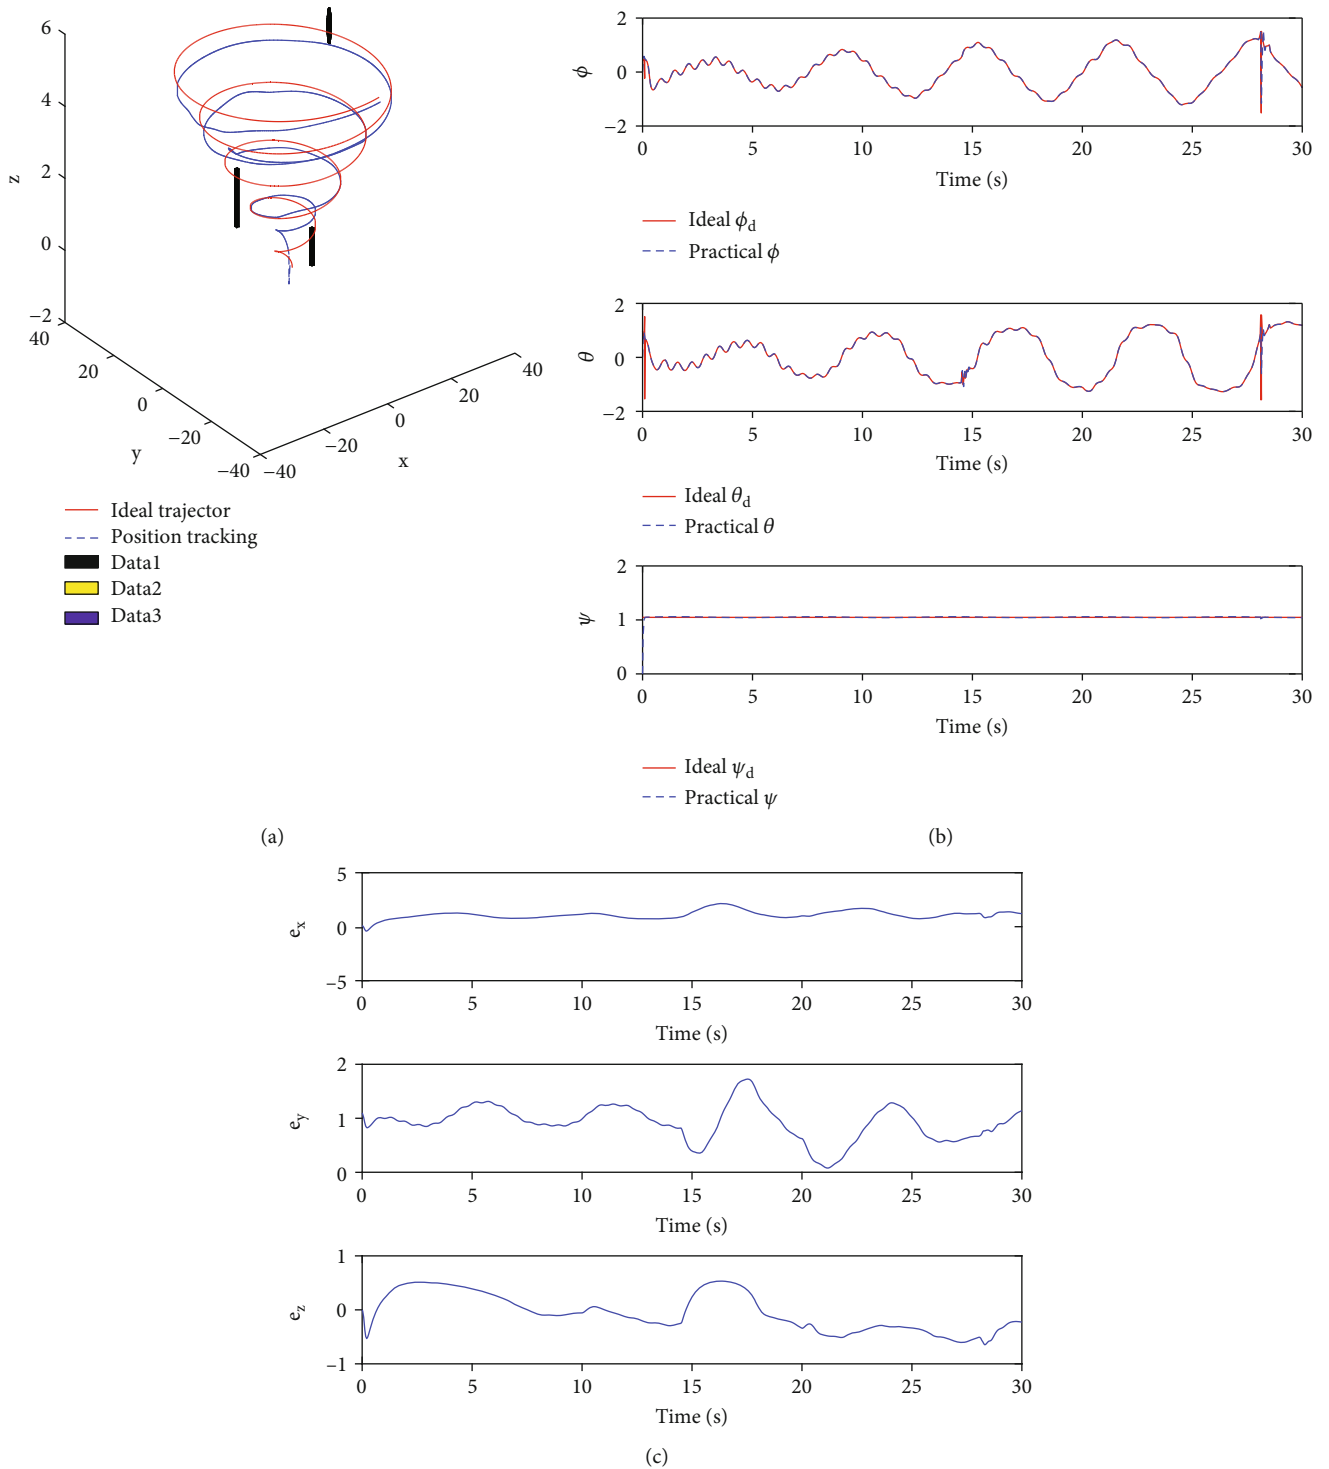 6
4
2
z
0
−2
40
20
0
y
−20
−40
−40
−20
0
x
20
40
Ideal trajector
Position tracking
Data1
Data2
Data3
(a)
2
ϕ
0
−2
0 5 10 15 20 25 30
Time (s)
Ideal ϕd
Practical ϕ
2
θ
0
−2
0 5 10 15 20 25 30
Time (s)
Ideal θd
Practical θ
2
ψ
1
0
0 5 10 15 20 25 30
Time (s)
Ideal ψd
Practical ψ
(b)
5
ex
0
−5
0 5 10 15 20 25 30
Time (s)
2
ey
1
0
0 5 10 15 20 25 30
Time (s)
1
ez
0
−1
0 5 10 15 20 25 30
Time (s)
(c)